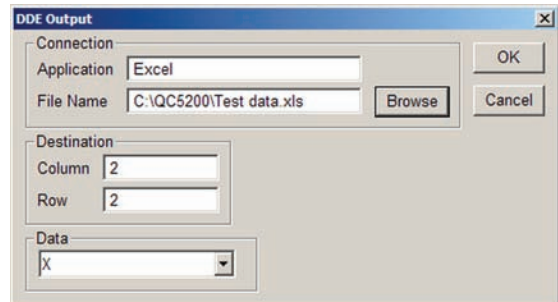 DDE Output
Connection
Application Excel
File Name C:\QC5200\Test data.xls Browse
OK
Cancel
Destination
Column 2
Row 2
Data
X